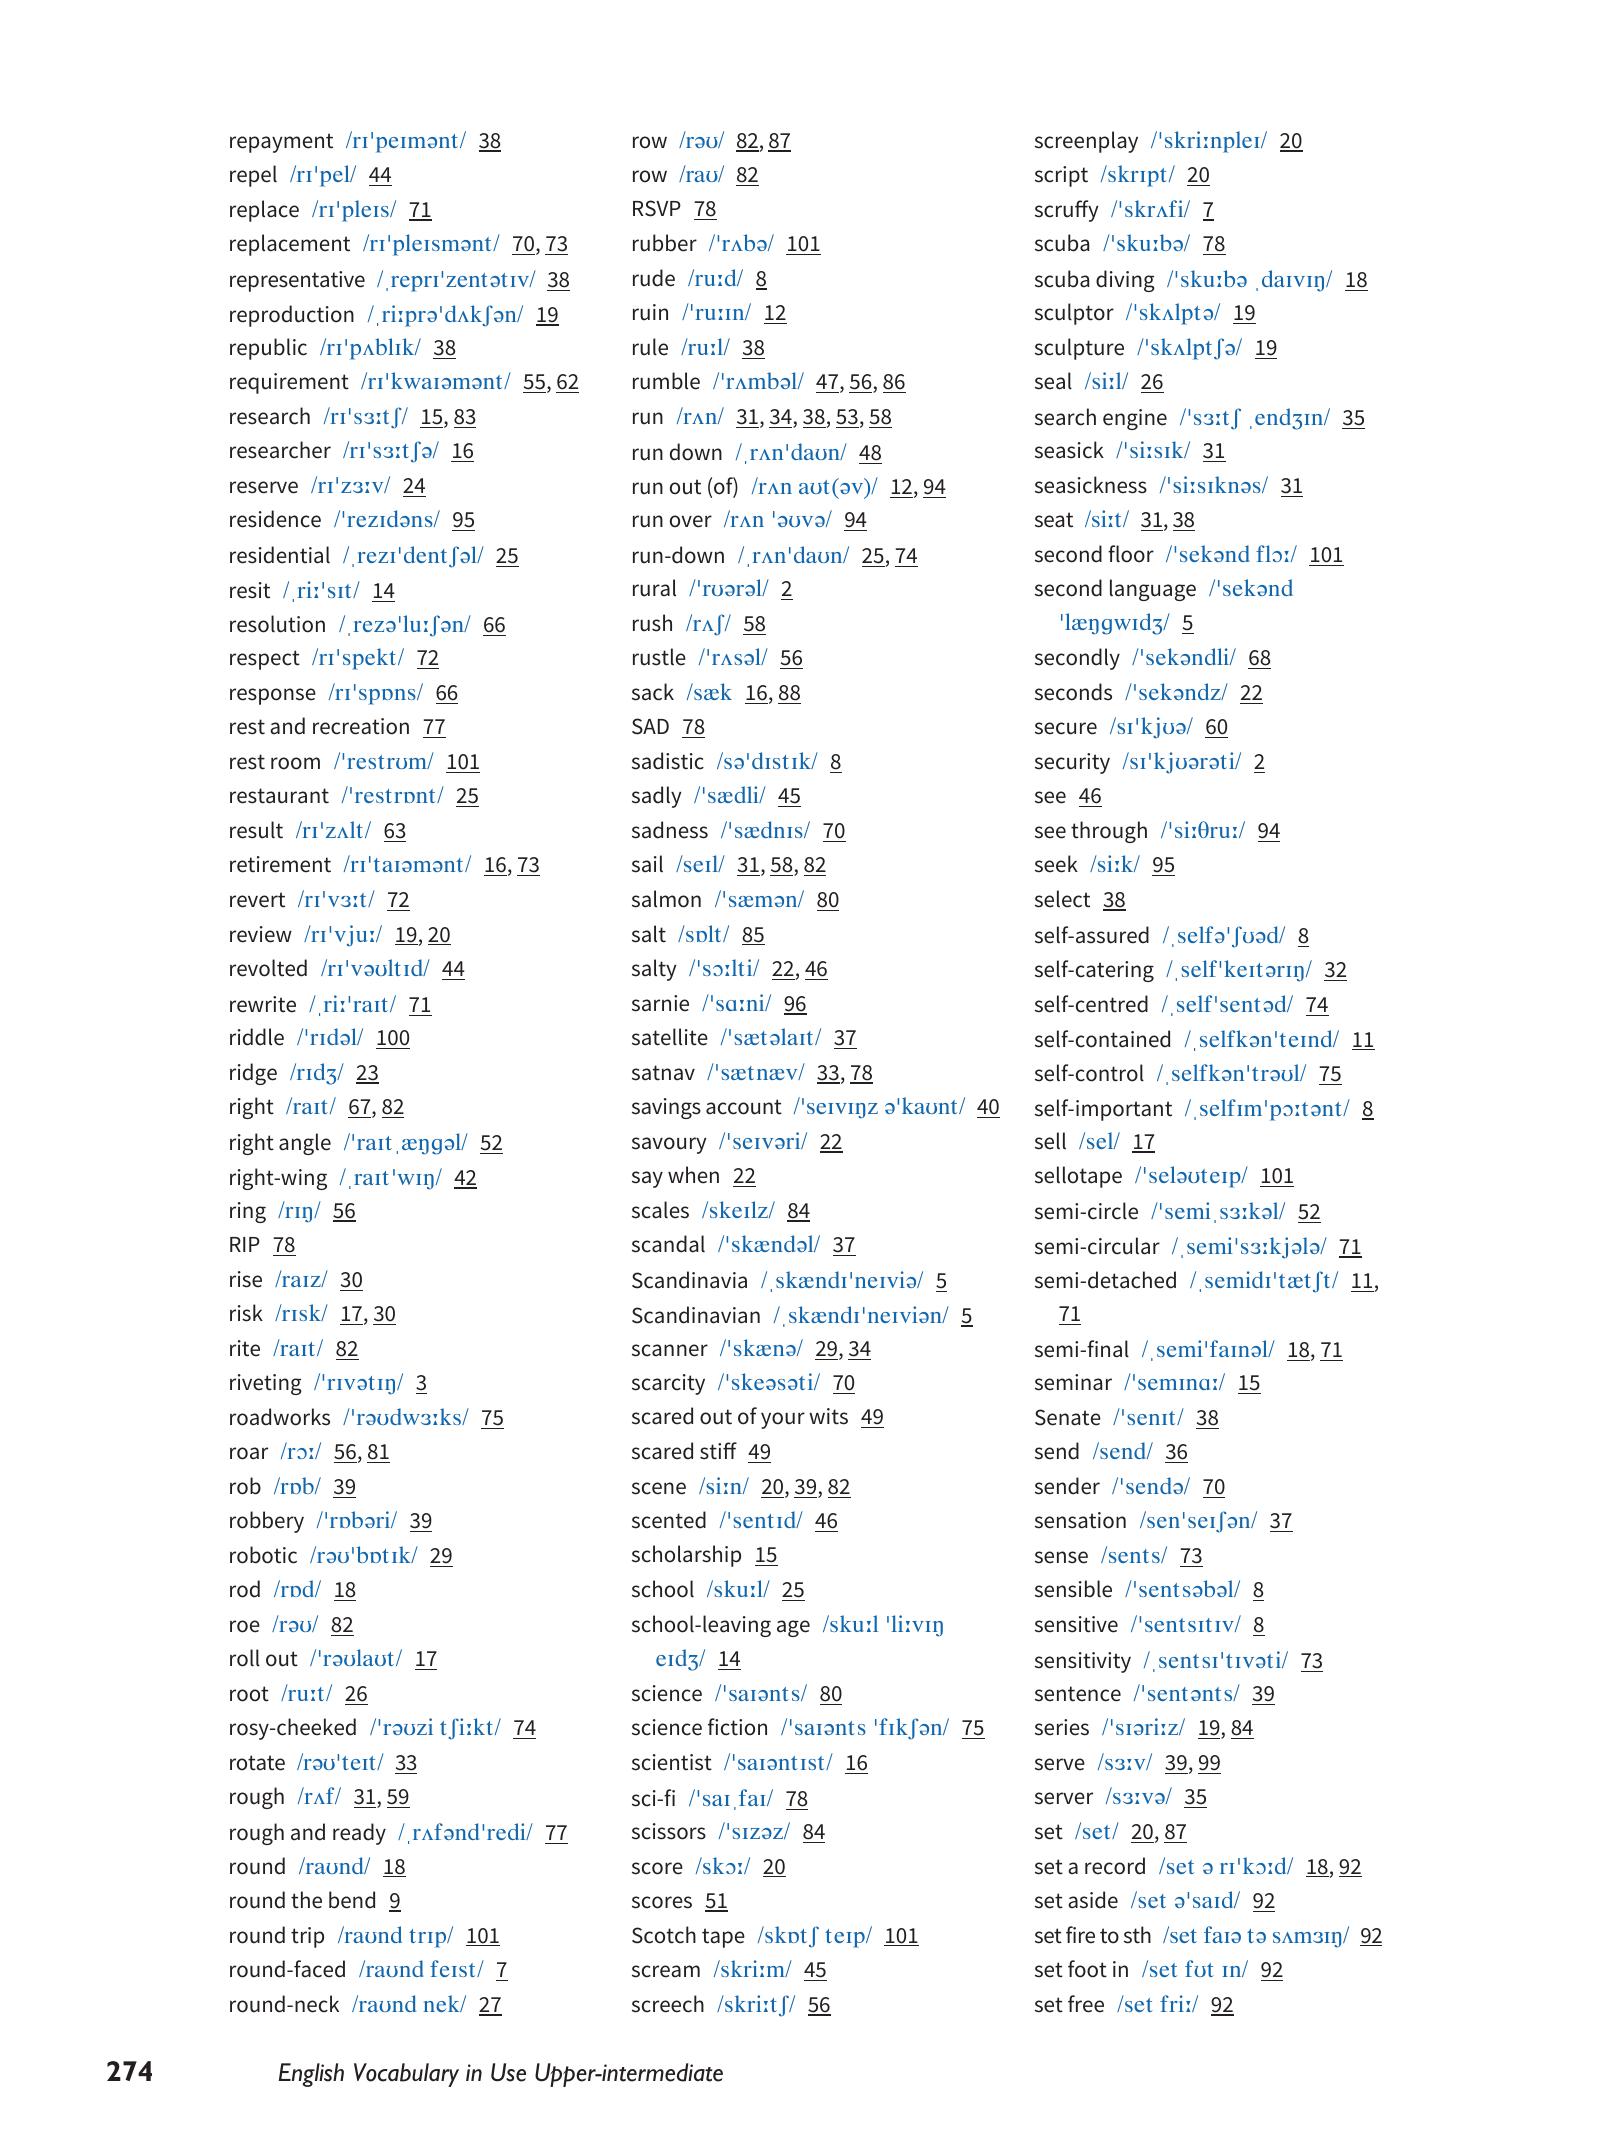 repayment /rɪˈpeɪmənt/ 38
repel /rɪˈpel/ 44
replace /rɪˈpleɪs/ 71
replacement /rɪˈpleɪsmənt/ 70, 73
representative /ˌreprɪˈzentətɪv/ 38
reproduction /ˌriːprəˈdʌkʃən/ 19
republic /rɪˈpʌblɪk/ 38
requirement /rɪˈkwaɪəmənt/ 55, 62
research /rɪˈsɜːtʃ/ 15, 83
researcher /rɪˈsɜːtʃə/ 16
reserve /rɪˈzɜːv/ 24
residence /ˈrezɪdəns/ 95
residential /ˌrezɪˈdentʃəl/ 25
resit /ˌriːˈsɪt/ 14
resolution /ˌrezəˈluːʃən/ 66
respect /rɪˈspekt/ 72
response /rɪˈspɒns/ 66
rest and recreation 77
rest room /ˈrestrʊm/ 101
restaurant /ˈrestrɒnt/ 25
result /rɪˈzʌlt/ 63
retirement /rɪˈtaɪəmənt/ 16, 73
revert /rɪˈvɜːt/ 72
review /rɪˈvjuː/ 19, 20
revolted /rɪˈvəʊltɪd/ 44
rewrite /ˌriːˈraɪt/ 71
riddle /ˈrɪdəl/ 100
ridge /rɪdʒ/ 23
right /raɪt/ 67, 82
right angle /ˈraɪtˌæŋɡəl/ 52
right-wing /ˌraɪtˈwɪŋ/ 42
ring /rɪŋ/ 56
RIP 78
rise /raɪz/ 30
risk /rɪsk/ 17, 30
rite /raɪt/ 82
riveting /ˈrɪvətɪŋ/ 3
roadworks /ˈrəʊdwɜːks/ 75
roar /rɔː/ 56, 81
rob /rɒb/ 39
robbery /ˈrɒbəri/ 39
robotic /rəʊˈbɒtɪk/ 29
rod /rɒd/ 18
roe /rəʊ/ 82
roll out /ˈrəʊlaʊt/ 17
root /ruːt/ 26
rosy-cheeked /ˈrəʊzi tʃiːkt/ 74
rotate /rəʊˈteɪt/ 33
rough /rʌf/ 31, 59
rough and ready /ˌrʌfəndˈredi/ 77
round /raʊnd/ 18
round the bend 9
round trip /raʊnd trɪp/ 101
round-faced /raʊnd feɪst/ 7
round-neck /raʊnd nek/ 27
row /rəʊ/ 82, 87
row /raʊ/ 82
RSVP 78
rubber /ˈrʌbə/ 101
rude /ruːd/ 8
ruin /ˈruːɪn/ 12
rule /ruːl/ 38
rumble /ˈrʌmbəl/ 47, 56, 86
run /rʌn/ 31, 34, 38, 53, 58
run down /ˌrʌnˈdaʊn/ 48
run out (of) /rʌn aʊt(əv)/ 12, 94
run over /rʌn ˈəʊvə/ 94
run-down /ˌrʌnˈdaʊn/ 25, 74
rural /ˈrʊərəl/ 2
rush /rʌʃ/ 58
rustle /ˈrʌsəl/ 56
sack /sæk 16, 88
SAD 78
sadistic /səˈdɪstɪk/ 8
sadly /ˈsædli/ 45
sadness /ˈsædnɪs/ 70
sail /seɪl/ 31, 58, 82
salmon /ˈsæmən/ 80
salt /sɒlt/ 85
salty /ˈsɔːlti/ 22, 46
sarnie /ˈsɑːni/ 96
satellite /ˈsætəlaɪt/ 37
satnav /ˈsætnæv/ 33, 78
savings account /ˈseɪvɪŋz əˈkaʊnt/ 40
savoury /ˈseɪvəri/ 22
say when 22
scales /skeɪlz/ 84
scandal /ˈskændəl/ 37
Scandinavia /ˌskændɪˈneɪviə/ 5
Scandinavian /ˌskændɪˈneɪviən/ 5
scanner /ˈskænə/ 29, 34
scarcity /ˈskeəsəti/ 70
scared out of your wits 49
scared stiff 49
scene /siːn/ 20, 39, 82
scented /ˈsentɪd/ 46
scholarship 15
school /skuːl/ 25
school-leaving age /skuːl ˈliːvɪŋ
eɪdʒ/ 14
science /ˈsaɪənts/ 80
science fiction /ˈsaɪənts ˈfɪkʃən/ 75
scientist /ˈsaɪəntɪst/ 16
sci-fi /ˈsaɪˌfaɪ/ 78
scissors /ˈsɪzəz/ 84
score /skɔː/ 20
scores 51
Scotch tape /skɒtʃ teɪp/ 101
scream /skriːm/ 45
screech /skriːtʃ/ 56
screenplay /ˈskriːnpleɪ/ 20
script /skrɪpt/ 20
scruffy /ˈskrʌfi/ 7
scuba /ˈskuːbə/ 78
scuba diving /ˈskuːbə ˌdaɪvɪŋ/ 18
sculptor /ˈskʌlptə/ 19
sculpture /ˈskʌlptʃə/ 19
seal /siːl/ 26
search engine /ˈsɜːtʃ ˌendʒɪn/ 35
seasick /ˈsiːsɪk/ 31
seasickness /ˈsiːsɪknəs/ 31
seat /siːt/ 31, 38
second floor /ˈsekənd flɔː/ 101
second language /ˈsekənd
ˈlæŋɡwɪdʒ/ 5
secondly /ˈsekəndli/ 68
seconds /ˈsekəndz/ 22
secure /sɪˈkjʊə/ 60
security /sɪˈkjʊərəti/ 2
see 46
see through /ˈsiːθruː/ 94
seek /siːk/ 95
select 38
self-assured /ˌselfəˈʃʊəd/ 8
self-catering /ˌselfˈkeɪtərɪŋ/ 32
self-centred /ˌselfˈsentəd/ 74
self-contained /ˌselfkənˈteɪnd/ 11
self-control /ˌselfkənˈtrəʊl/ 75
self-important /ˌselfɪmˈpɔːtənt/ 8
sell /sel/ 17
sellotape /ˈseləʊteɪp/ 101
semi-circle /ˈsemiˌsɜːkəl/ 52
semi-circular /ˌsemiˈsɜːkjələ/ 71
semi-detached /ˌsemidɪˈtætʃt/ 11,
71
semi-final /ˌsemiˈfaɪnəl/ 18, 71
seminar /ˈsemɪnɑː/ 15
Senate /ˈsenɪt/ 38
send /send/ 36
sender /ˈsendə/ 70
sensation /senˈseɪʃən/ 37
sense /sents/ 73
sensible /ˈsentsəbəl/ 8
sensitive /ˈsentsɪtɪv/ 8
sensitivity /ˌsentsɪˈtɪvəti/ 73
sentence /ˈsentənts/ 39
series /ˈsɪəriːz/ 19, 84
serve /sɜːv/ 39, 99
server /sɜːvə/ 35
set /set/ 20, 87
set a record /set ə rɪˈkɔːd/ 18, 92
set aside /set əˈsaɪd/ 92
set fire to sth /set faɪə tə sʌmɜɪŋ/ 92
set foot in /set fʊt ɪn/ 92
set free /set friː/ 92
274 English Vocabulary in Use Upper-intermediate